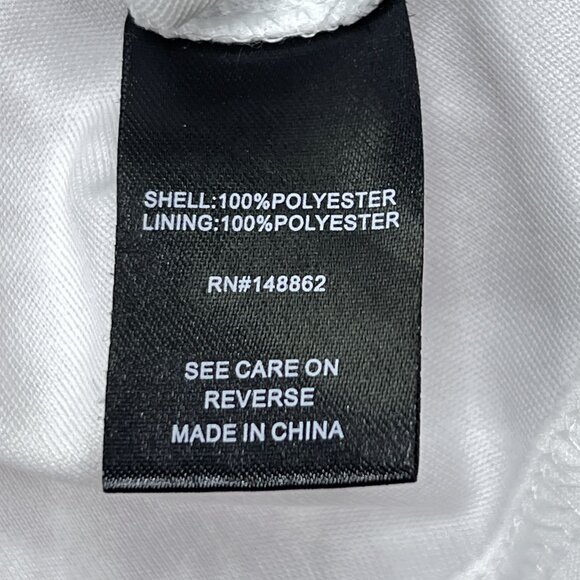 SHELL:100%POLYESTER
LINING:100%POLYESTER
RN#148862
SEE CARE ON
REVERSE
MADE IN CHINA